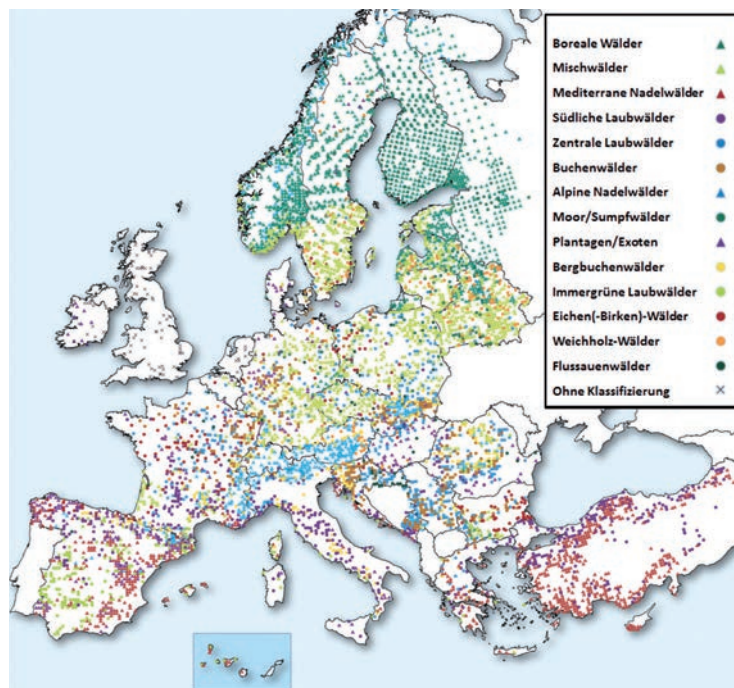 Boreale Wälder
Mischwälder
Mediterrane Nadelwälder
Südliche Laubwälder
Zentrale Laubwälder
Buchenwälder
Alpine Nadelwälder
Moor/Sumpfwälder
Plantagen/Exoten
Bergbuchenwälder
Immergrüne Laubwälder
Eichen(-Birken)-Wälder
Weichholz-Wälder
Flussauenwälder
Ohne Klassifizierung